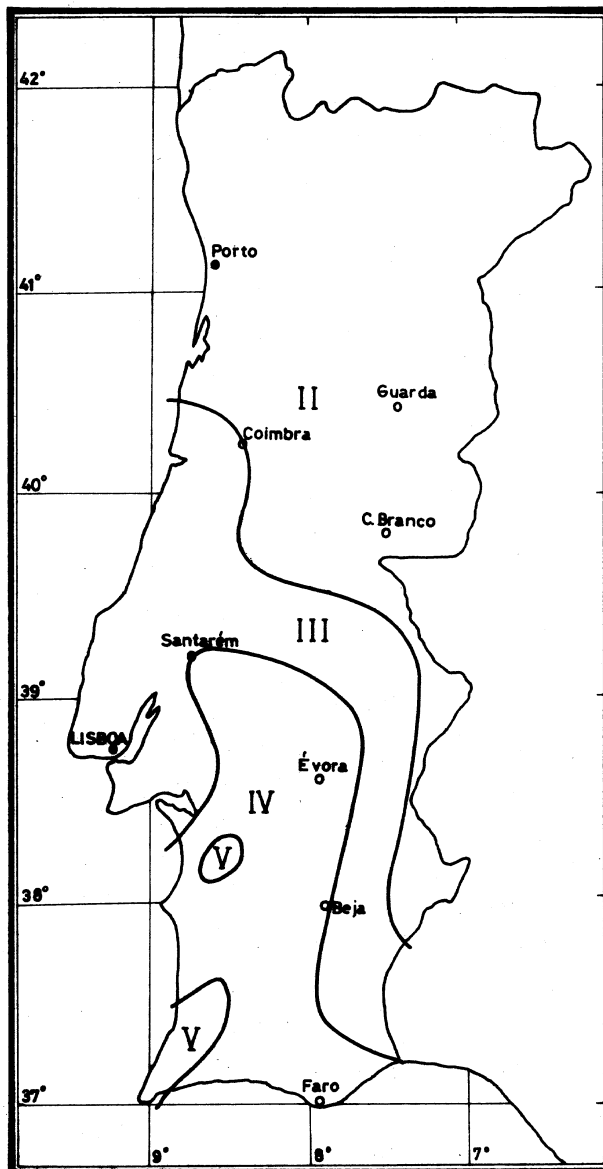 42°
Porto
41°
II
Guarda
Coimbra
40°
C. Branco
III
Santarém
39°
LISBOA
Évora
IV
V
38°
Beja
V
Faro
37°
9° 8° 7°